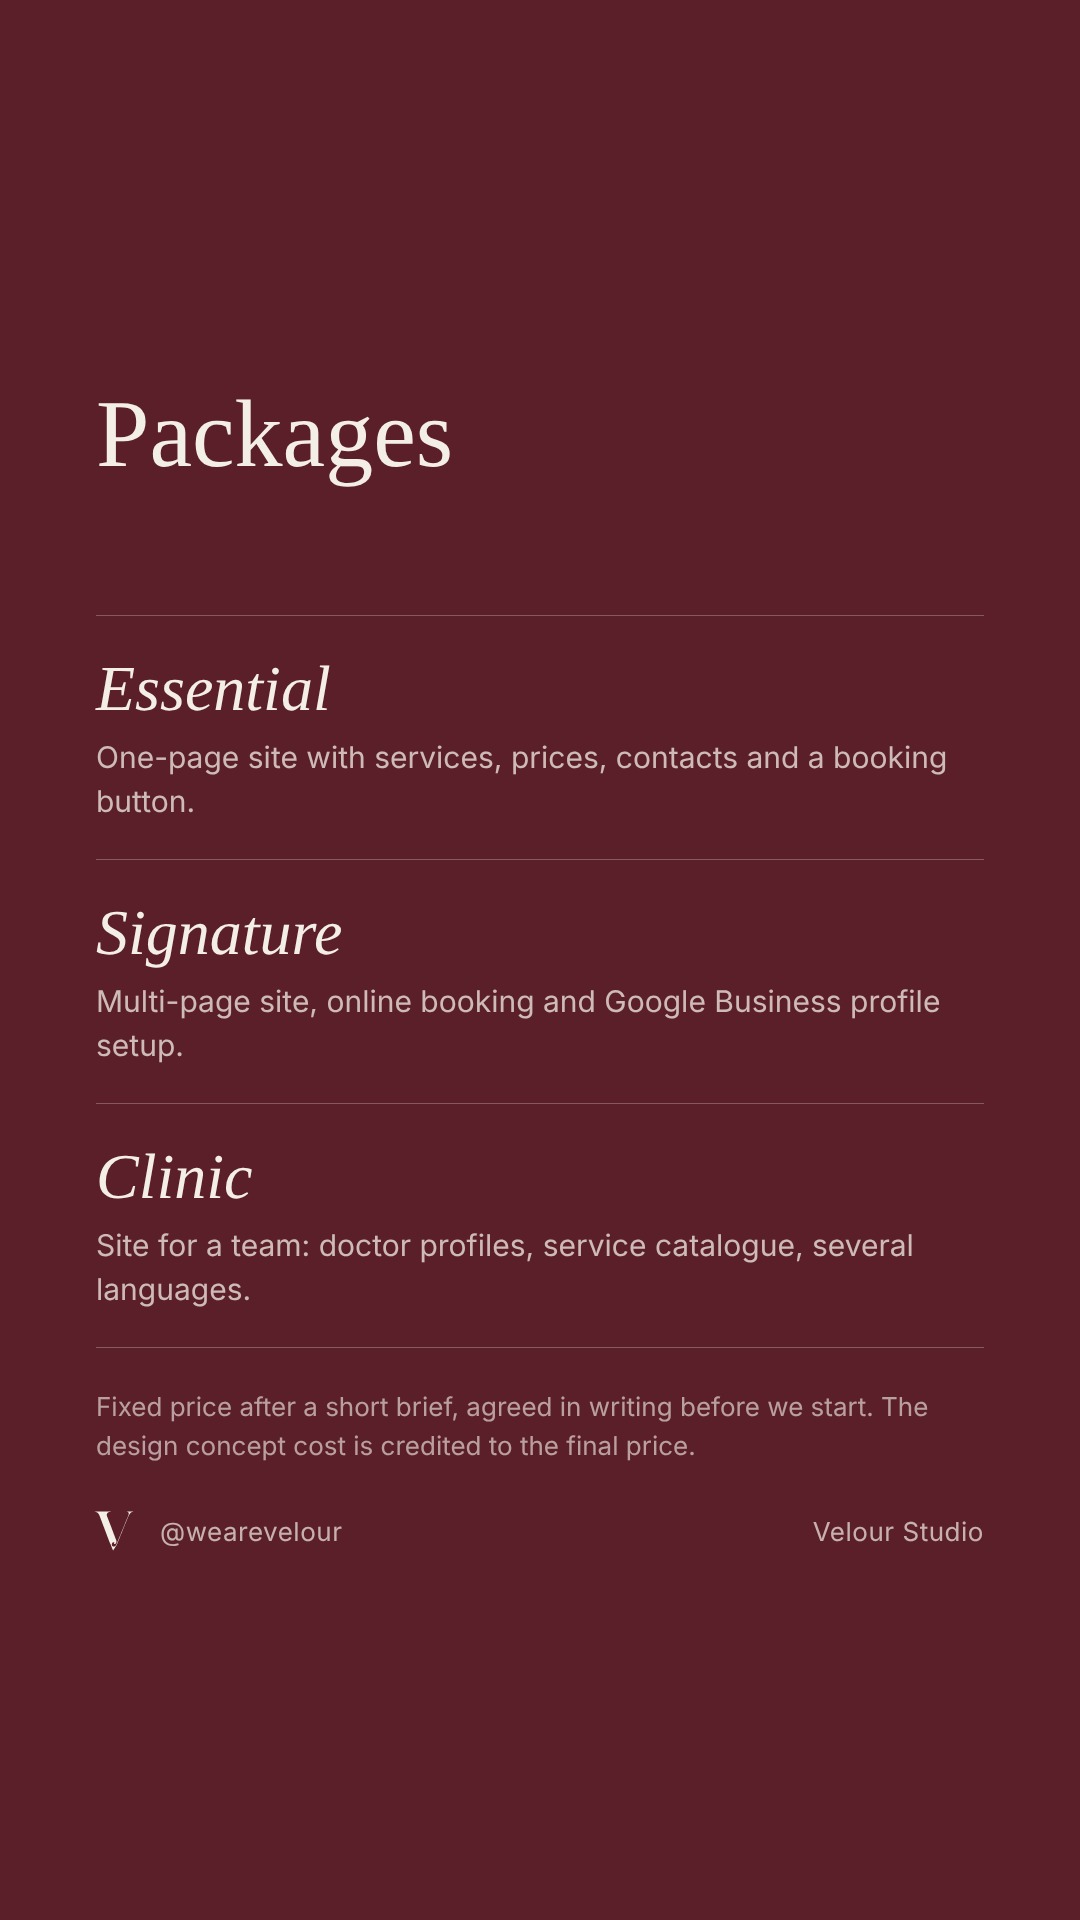 Packages
Essential
One-page site with services, prices, contacts and a booking
button.
Signature
Multi-page site, online booking and Google Business profile
setup.
Clinic
Site for a team: doctor profiles, service catalogue, several
languages.
Fixed price after a short brief, agreed in writing before we start. The
design concept cost is credited to the final price.
V @wearevelour Velour Studio